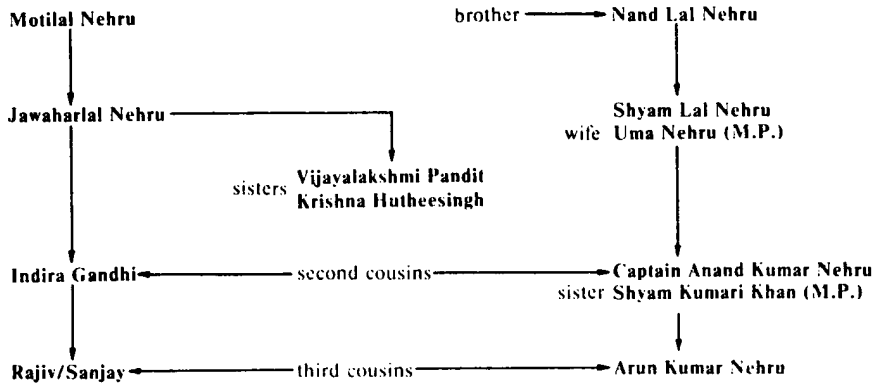 Motilal Nehru
brother Nand Lal Nehru
Jawaharlal Nehru
Shyam Lal Nehru
wife Uma Nehru (M.P.)
sisters Vijayalakshmi Pandit
Krishna Hutheesingh
Indira Gandhi second cousins Captain Anand Kumar Nehru
sister Shyam Kumari Khan (M.P.)
Rajiv/Sanjay third cousins Arun Kumar Nehru